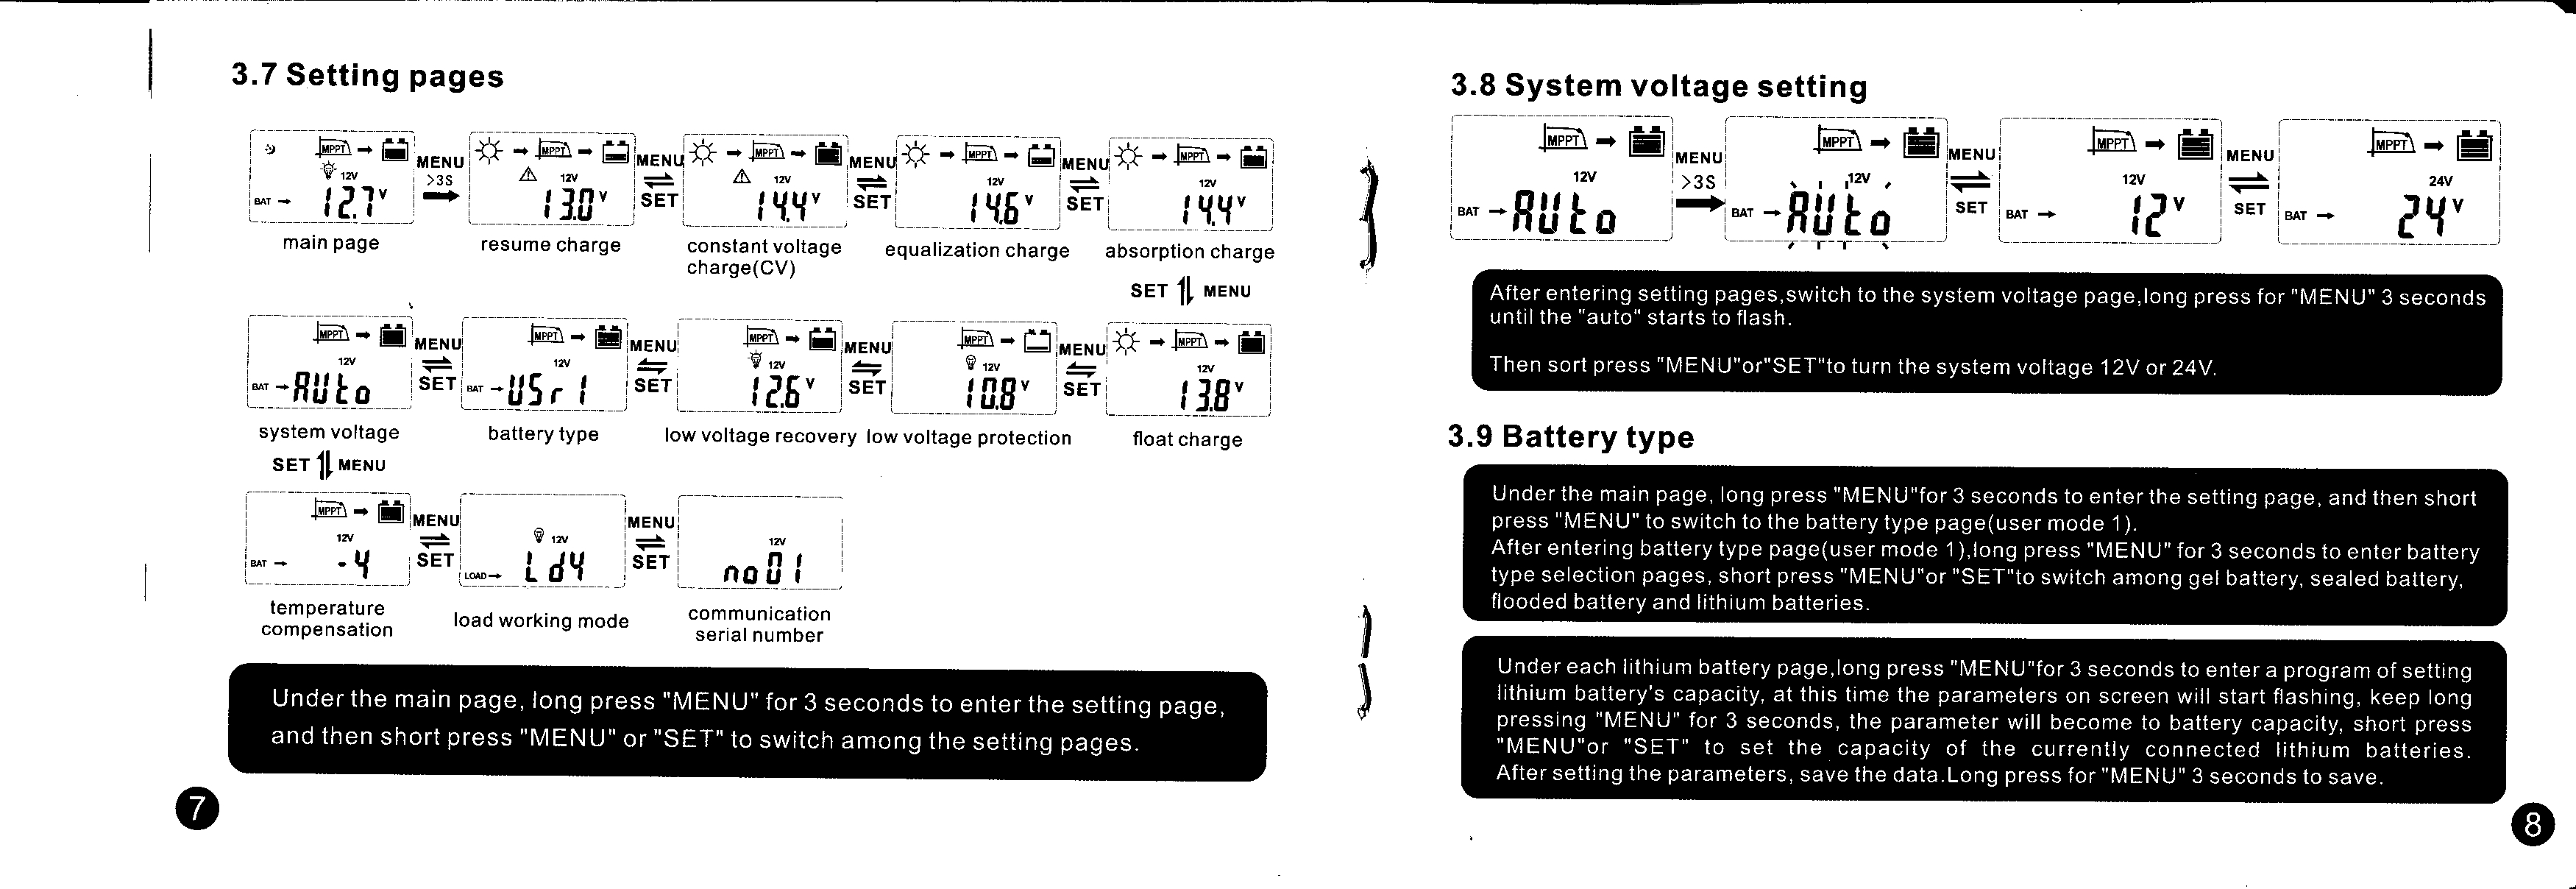 3.7 Setting pages
MPPT
12V
BAT
12.7V
MENU
>3S
MPPT
12V
13.0V
MENU
SET
MPPT
12V
14.4V
MENU
SET
MPPT
12V
14.6V
MENU
SET
MPPT
12V
14.4V
main page
resume charge
constant voltage
charge(CV)
equalization charge
absorption charge
SET MENU
MPPT
12V
BAT AUto
MENU
SET
MPPT
12V
BAT USr 1
MENU
SET
MPPT
12V
12.6V
MENU
SET
MPPT
12V
10.8V
MENU
SET
MPPT
12V
13.8V
system voltage
battery type
low voltage recovery
low voltage protection
float charge
SET MENU
MPPT
12V
BAT -4
MENU
SET
12V
LOAD Ld4
MENU
SET
12V
no01
temperature
compensation
load working mode
communication
serial number
Under the main page, long press "MENU" for 3 seconds to enter the setting page,
and then short press "MENU" or "SET" to switch among the setting pages.
7
3.8 System voltage setting
MPPT
12V
BAT AUto
MENU
>3S
MPPT
12V
BAT AUto
MENU
SET
MPPT
12V
BAT 12V
MENU
SET
MPPT
24V
BAT 24V
After entering setting pages,switch to the system voltage page,long press for "MENU" 3 seconds
until the "auto" starts to flash.
Then sort press "MENU"or"SET"to turn the system voltage 12V or 24V.
3.9 Battery type
Under the main page, long press "MENU"for 3 seconds to enter the setting page, and then short
press "MENU" to switch to the battery type page(user mode 1).
After entering battery type page(user mode 1),long press "MENU" for 3 seconds to enter battery
type selection pages, short press "MENU"or "SET"to switch among gel battery, sealed battery,
flooded battery and lithium batteries.
Under each lithium battery page,long press "MENU"for 3 seconds to enter a program of setting
lithium battery's capacity, at this time the parameters on screen will start flashing, keep long
pressing "MENU" for 3 seconds, the parameter will become to battery capacity, short press
"MENU"or "SET" to set the capacity of the currently connected lithium batteries.
After setting the parameters, save the data.Long press for "MENU" 3 seconds to save.
8